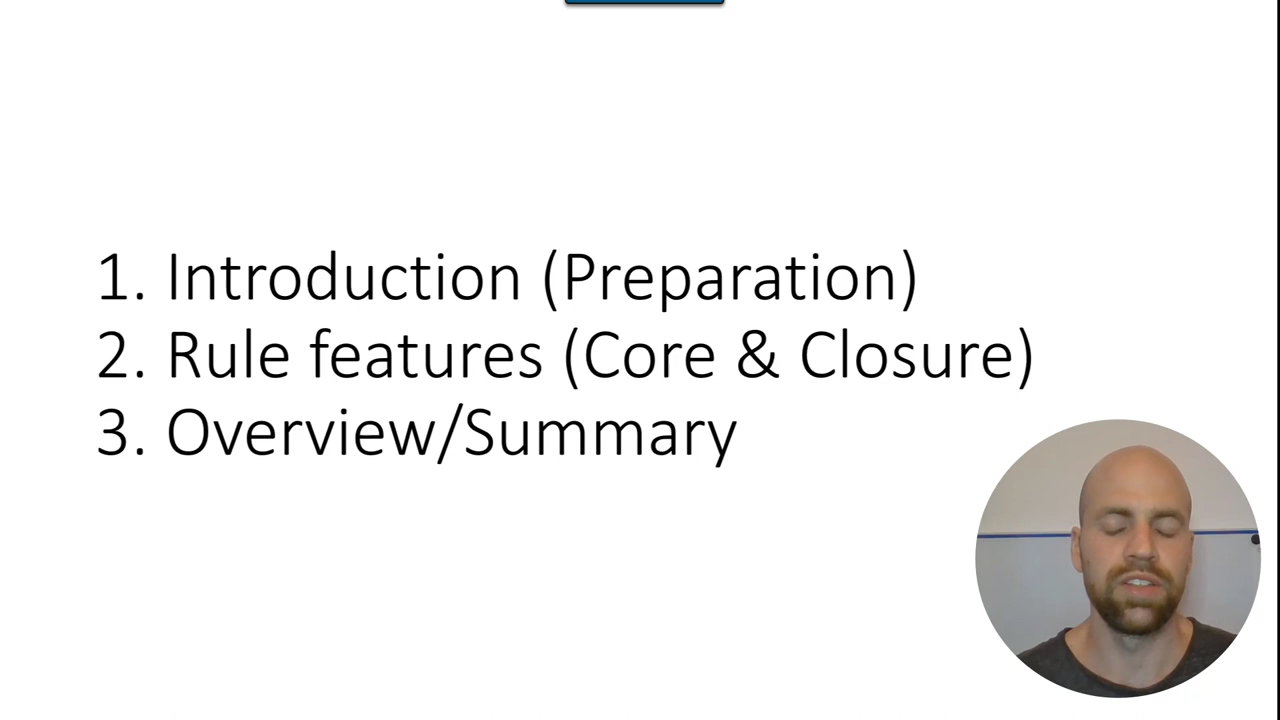 1. Introduction (Preparation)
2. Rule features (Core & Closure)
3. Overview/Summary